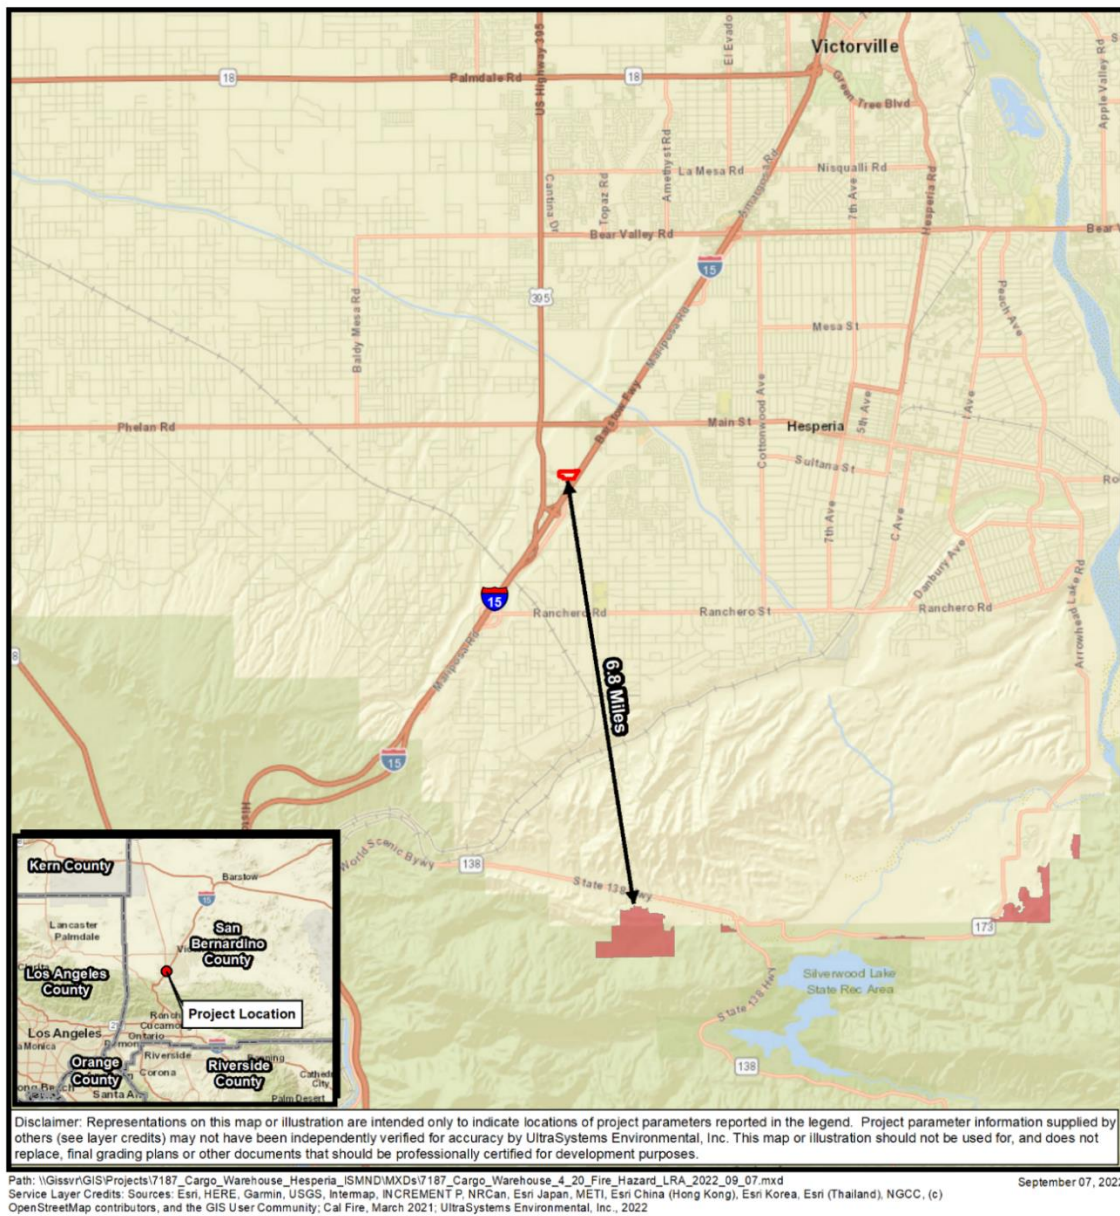 Victorville
El Evado
US Highway 395
18
Palmdale Rd
18
Green Tree Blvd
Apple Valley Rd
Amethyst Rd
La Mesa Rd
Nisqualli Rd
Topaz Rd
Cantina Dr
7th Ave
Hesperia Rd
Amargosa Rd
Bear Valley Rd
Bear V
15
395
Baldy Mesa Rd
Mariposa Rd
Mesa St
Peach Ave
Cottonwood Ave
5th Ave
I Ave
Phelan Rd
Barstow Fwy
Main St
Hesperia
Sultana St
Ro
7th Ave
C Ave
Danbury Ave
Arrowhead Lake Rd
15
Ranchero Rd
Ranchero St
Ranchero Rd
Mariposa Rd
6.8 Miles
15
Histo
World Scenic Bywy
138
State 138 Hwy
173
Silverwood Lake
State Rec Area
State 138 Hwy
138
Kern County
Barstow
15
Lancaster
Palmdale
San
Bernardino
County
Los Angeles
County
Project Location
Los Angeles
Ontario
Riverside
Orange
County
Corona
Riverside
County
Palm Desert
Disclaimer: Representations on this map or illustration are intended only to indicate locations of project parameters reported in the legend. Project parameter information supplied by
others (see layer credits) may not have been independently verified for accuracy by UltraSystems Environmental, Inc. This map or illustration should not be used for, and does not
replace, final grading plans or other documents that should be professionally certified for development purposes.
Path: \\Gissvr\GIS\Projects\7187_Cargo_Warehouse_Hesperia_ISMND\MXDs\7187_Cargo_Warehouse_4_20_Fire_Hazard_LRA_2022_09_07.mxd
September 07, 2022
Service Layer Credits: Sources: Esri, HERE, Garmin, USGS, Intermap, INCREMENT P, NRCan, Esri Japan, METI, Esri China (Hong Kong), Esri Korea, Esri (Thailand), NGCC, (c)
OpenStreetMap contributors, and the GIS User Community; Cal Fire, March 2021; UltraSystems Environmental, Inc., 2022